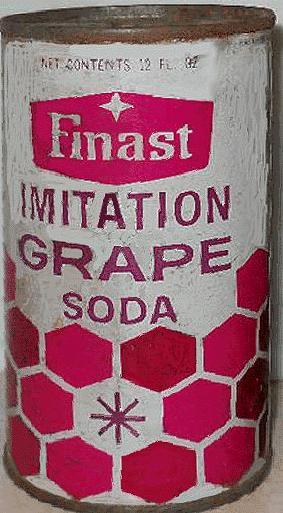 NET CONTENTS 12 FL. OZ
Finast
IMITATION
GRAPE
SODA